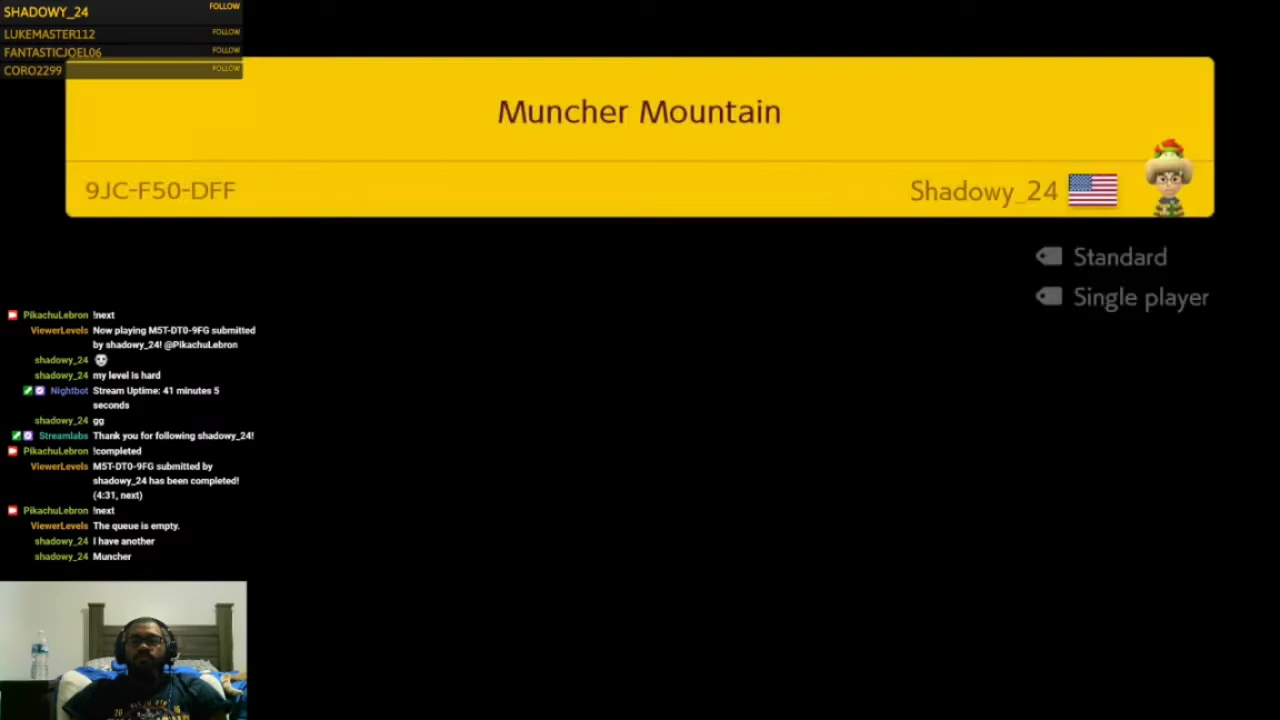 SHADOWY_24 FOLLOW
LUKEMASTER112 FOLLOW
FANTASTICJOEL06 FOLLOW
CORO2299 FOLLOW
Muncher Mountain
9JC-F50-DFF Shadowy_24
Standard
Single player
PikachuLebron !next
ViewerLevels Now playing M5T-DT0-9FG submitted
by shadowy_24! @PikachuLebron
shadowy_24
shadowy_24 my level is hard
Nightbot Stream Uptime: 41 minutes 5
seconds
shadowy_24 gg
Streamlabs Thank you for following shadowy_24!
PikachuLebron !completed
ViewerLevels M5T-DT0-9FG submitted by
shadowy_24 has been completed!
(4:31, next)
PikachuLebron !next
ViewerLevels The queue is empty.
shadowy_24 I have another
shadowy_24 Muncher